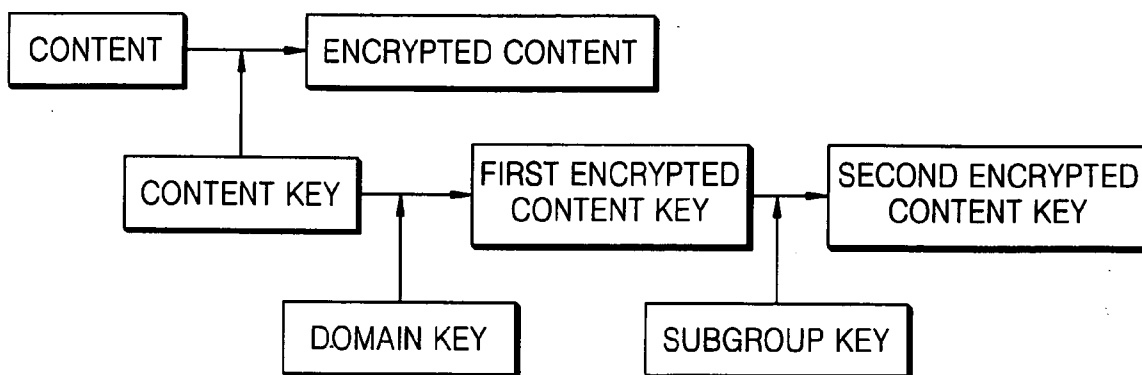 CONTENT
ENCRYPTED CONTENT
CONTENT KEY
FIRST ENCRYPTED
CONTENT KEY
SECOND ENCRYPTED
CONTENT KEY
DOMAIN KEY
SUBGROUP KEY